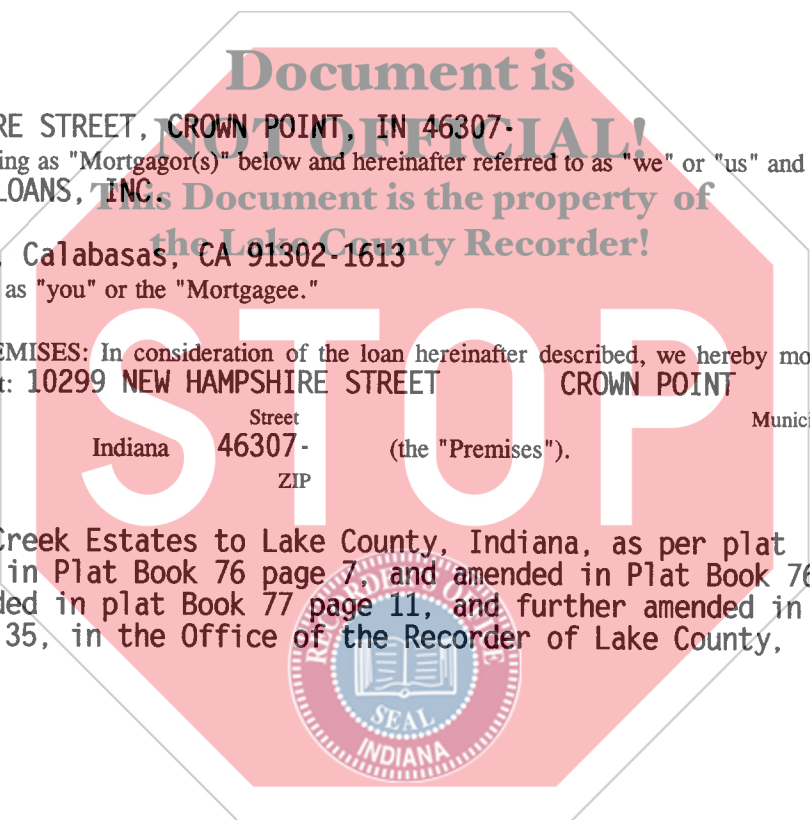 Document is
RE STREET, CROWN POINT, IN 46307-
NOT OFFICIAL!
ing as "Mortgagor(s)" below and hereinafter referred to as "we" or "us" and
LOANS, INC.
This Document is the property of
the Lake County Recorder!
, Calabasas, CA 91302-1613
as "you" or the "Mortgagee."
STOP
EMISES: In consideration of the loan hereinafter described, we hereby mo
t: 10299 NEW HAMPSHIRE STREET CROWN POINT
Street Munici
Indiana 46307- (the "Premises").
ZIP
Creek Estates to Lake County, Indiana, as per plat
in Plat Book 76 page 7, and amended in Plat Book 76
ded in plat Book 77 page 11, and further amended in
35, in the Office of the Recorder of Lake County,
SEAL
INDIANA